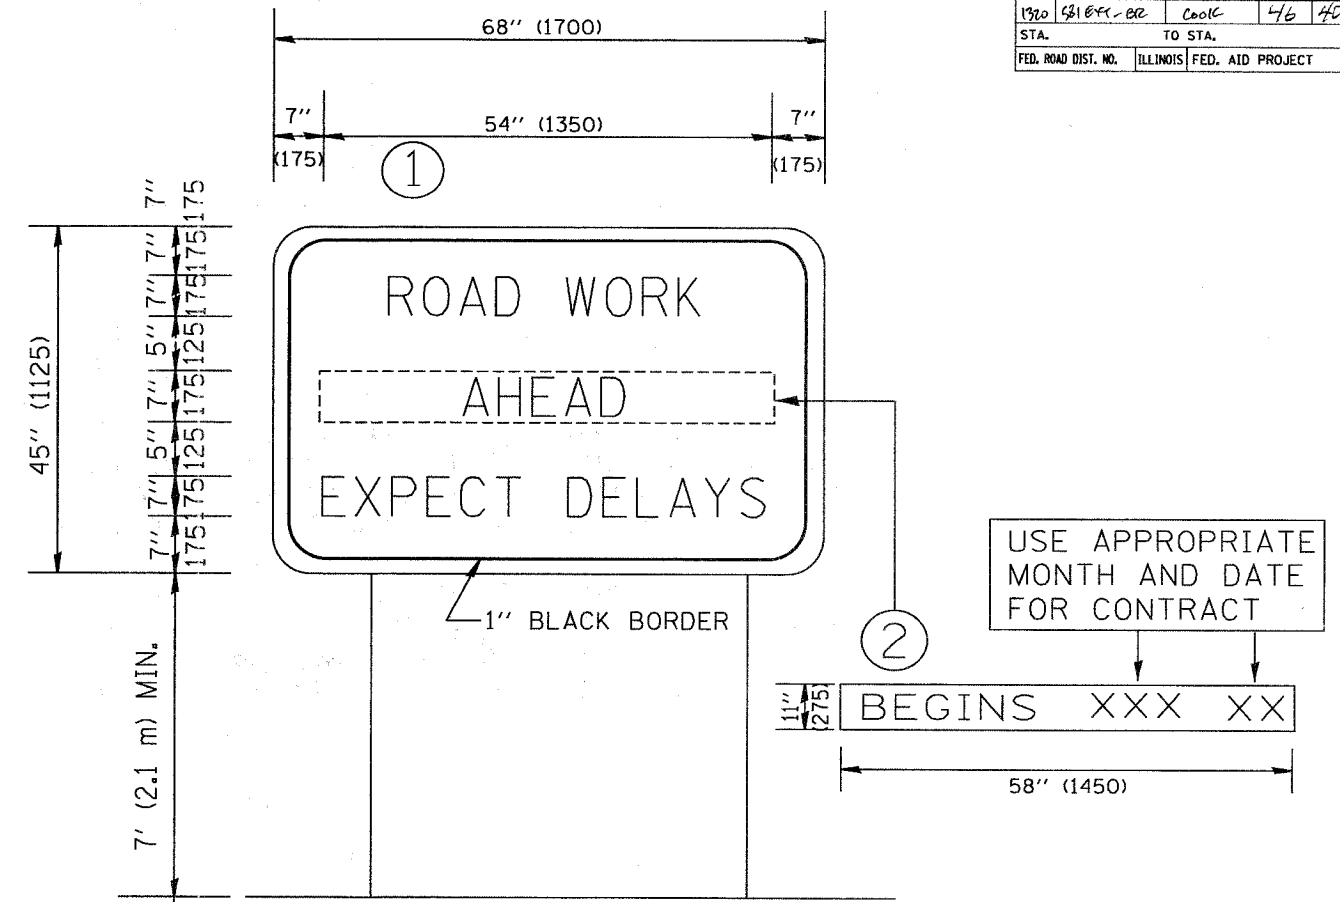 1320 Cook 46
STA. TO STA.
FED. ROAD DIST. NO. ILLINOIS FED. AID PROJECT
68'' (1700)
7'' 54'' (1350) 7''
(175) (175)
1
7'' 175
7'' 175
7'' 175
5'' 125
7'' 175
5'' 125
7'' 175
7'' 175
45'' (1125)
ROAD WORK
AHEAD
EXPECT DELAYS
1'' BLACK BORDER
7' (2.1 m) MIN.
2
USE APPROPRIATE
MONTH AND DATE
FOR CONTRACT
11'' (275)
BEGINS XXX XX
58'' (1450)